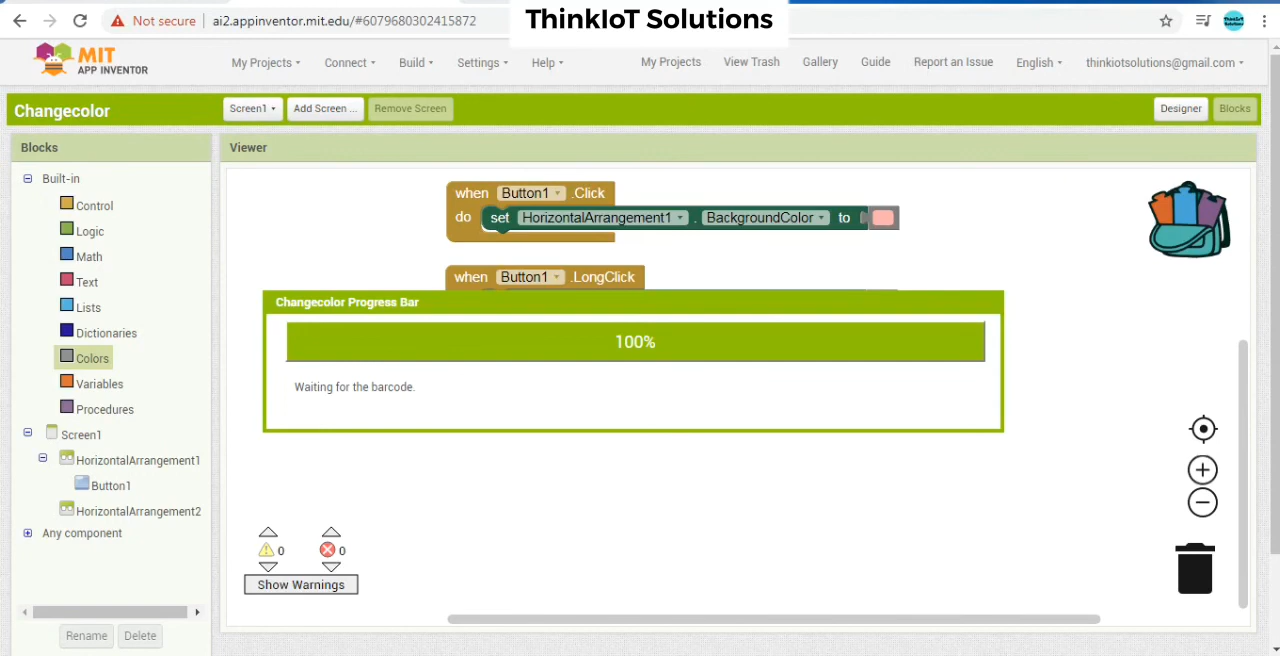 ThinkIoT Solutions
Not secure
ai2.appinventor.mit.edu/#6079680302415872
MIT
APP INVENTOR
My Projects
Connect
Build
Settings
Help
My Projects
View Trash
Gallery
Guide
Report an Issue
English
thinkiotsolutions@gmail.com
Changecolor
Screen1
Add Screen ...
Remove Screen
Designer
Blocks
Blocks
Viewer
Built-in
Control
Logic
Math
Text
Lists
Dictionaries
Colors
Variables
Procedures
Screen1
HorizontalArrangement1
Button1
HorizontalArrangement2
Any component
Rename
Delete
when Button1 .Click
do set HorizontalArrangement1 . BackgroundColor to
when Button1 .LongClick
Changecolor Progress Bar
100%
Waiting for the barcode.
0
0
Show Warnings